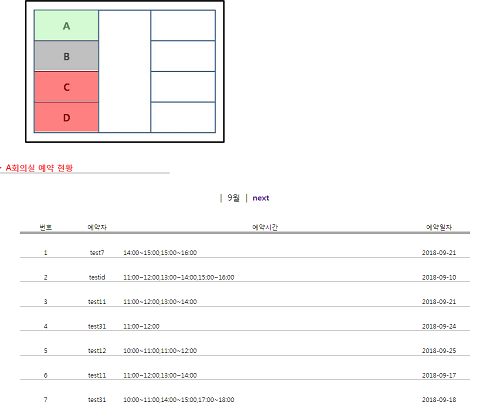 A
B
C
D
A회의실 예약 현황
| 9월 | next
번호 예약자 예약시간 예약일자
1 test7 14:00~15:00,15:00~16:00 2018-09-21
2 testid 11:00~12:00,13:00~14:00,15:00~16:00 2018-09-10
3 test11 11:00~12:00,13:00~14:00 2018-09-21
4 test31 11:00~12:00 2018-09-24
5 test12 10:00~11:00,11:00~12:00 2018-09-25
6 test11 11:00~12:00,13:00~14:00 2018-09-17
7 test31 10:00~11:00,14:00~15:00,17:00~18:00 2018-09-18